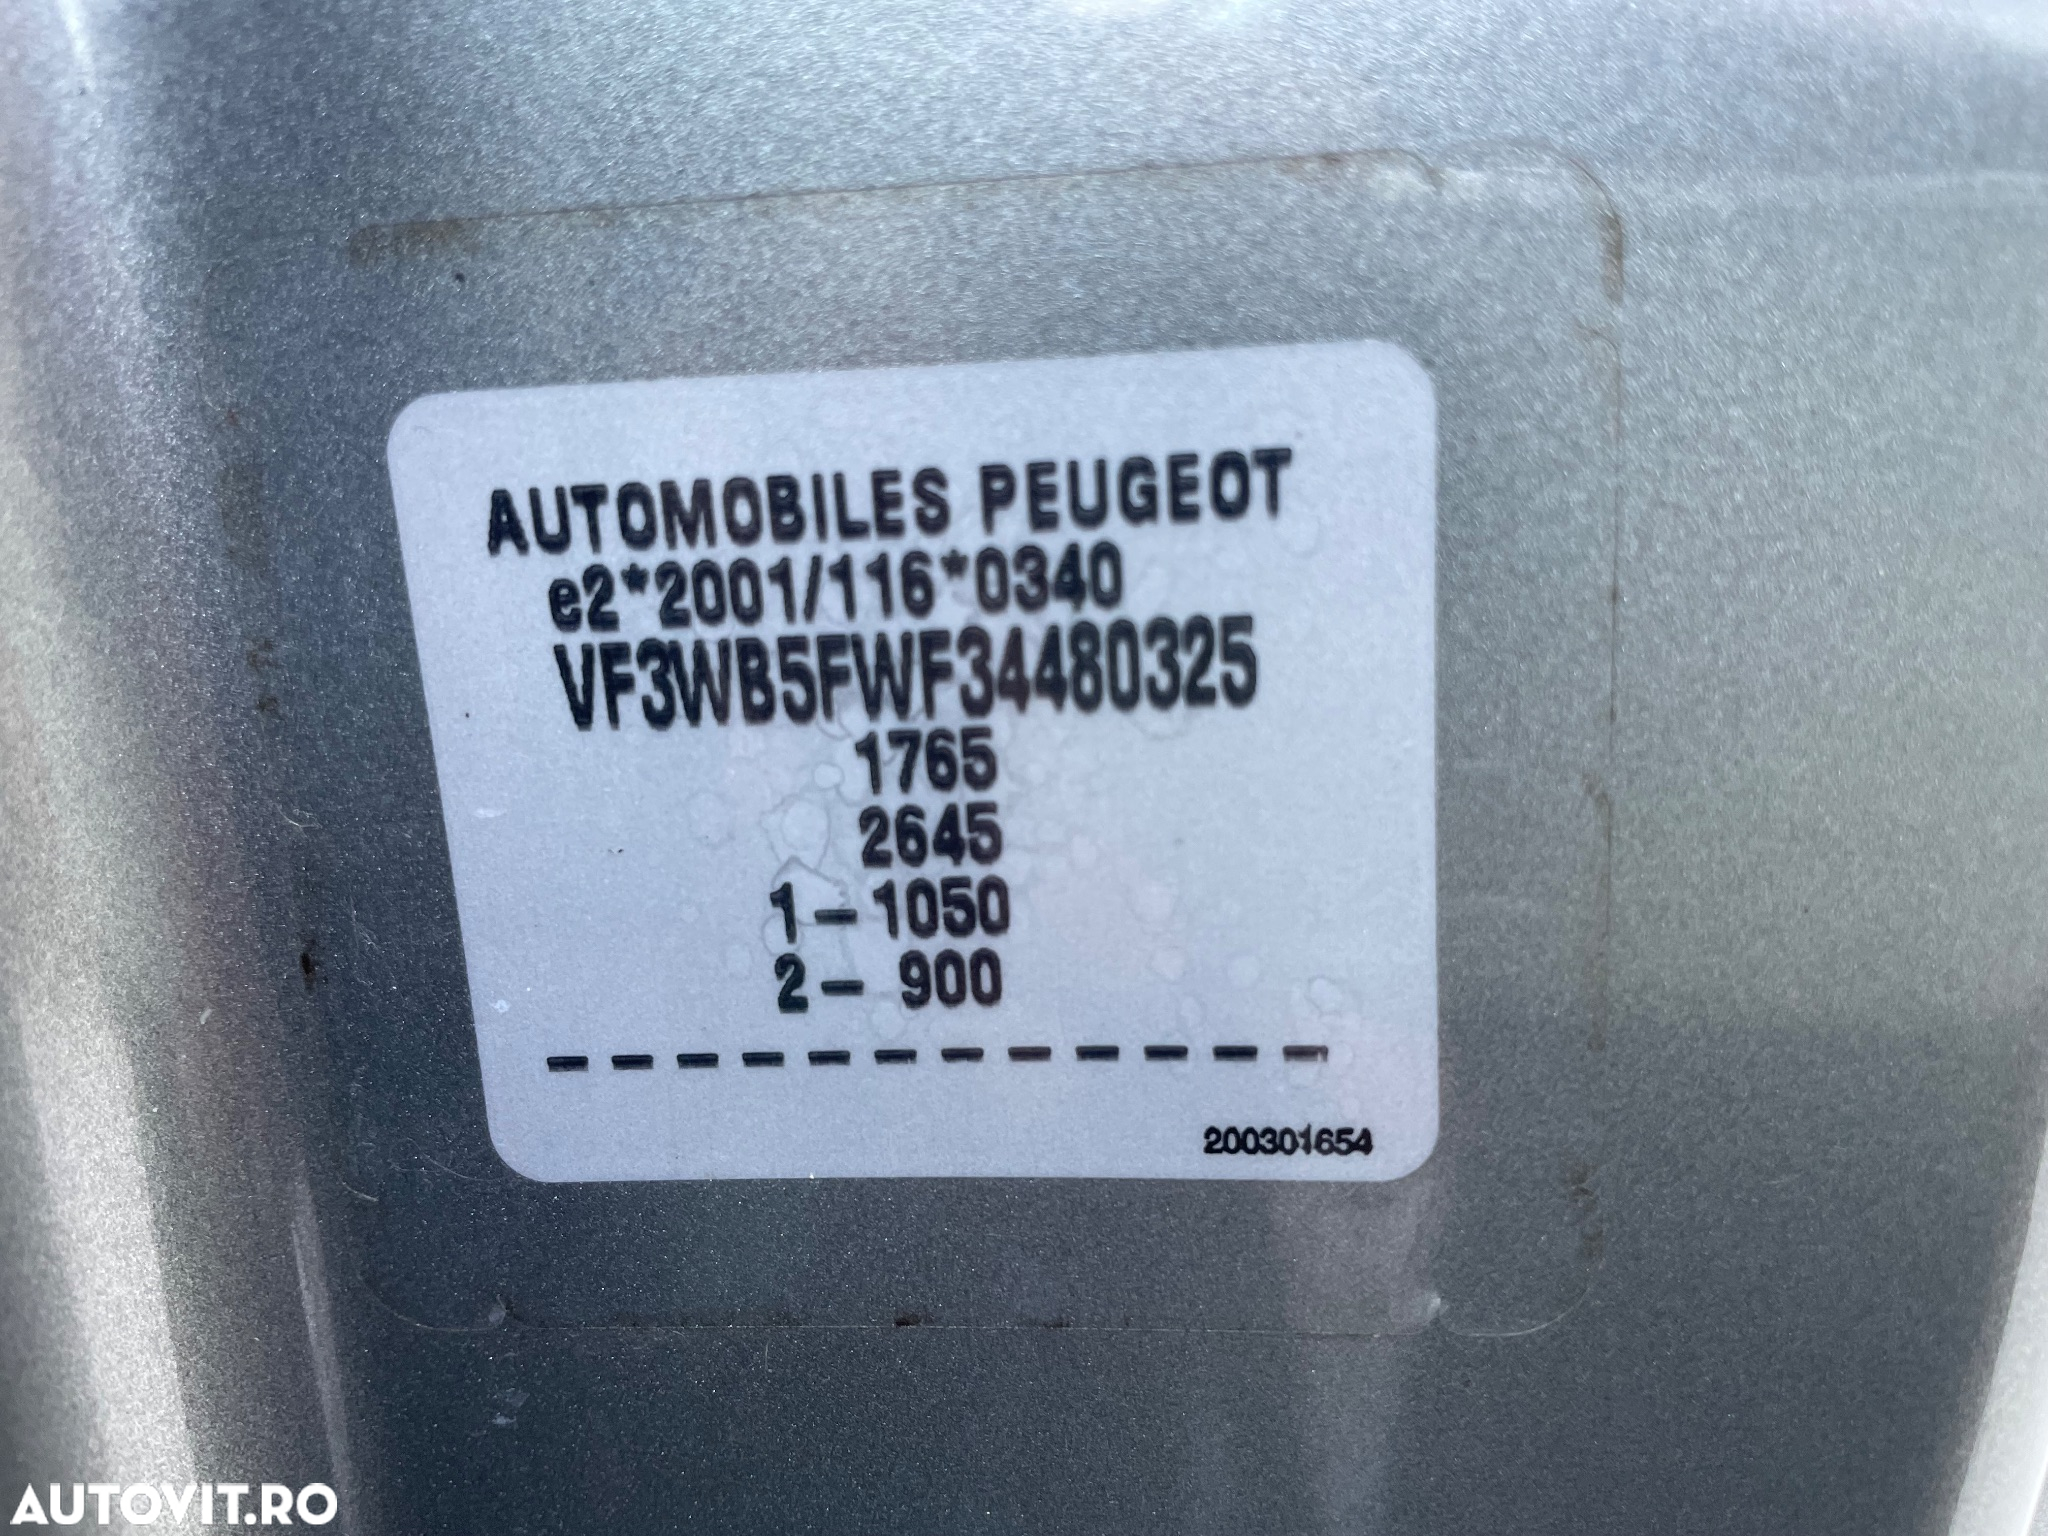 AUTOMOBILES PEUGEOT
e2*2001/116*0340
VF3WB5FWF34480325
1765
2645
1- 1050
2- 900
------------
200301654
AUTOVIT.RO